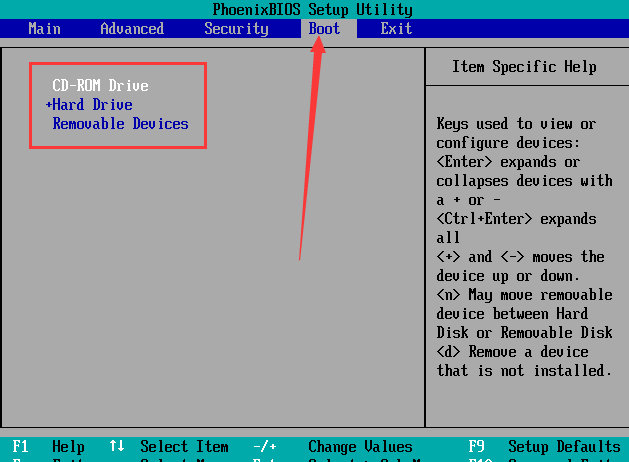 PhoenixBIOS Setup Utility
Main Advanced Security Boot Exit
CD-ROM Drive
+Hard Drive
Removable Devices
Item Specific Help
Keys used to view or
configure devices:
<Enter> expands or
collapses devices with
a + or -
<Ctrl+Enter> expands
all
<+> and <-> moves the
device up or down.
<n> May move removable
device between Hard
Disk or Removable Disk
<d> Remove a device
that is not installed.
F1 Help ↑↓ Select Item -/+ Change Values F9 Setup Defaults